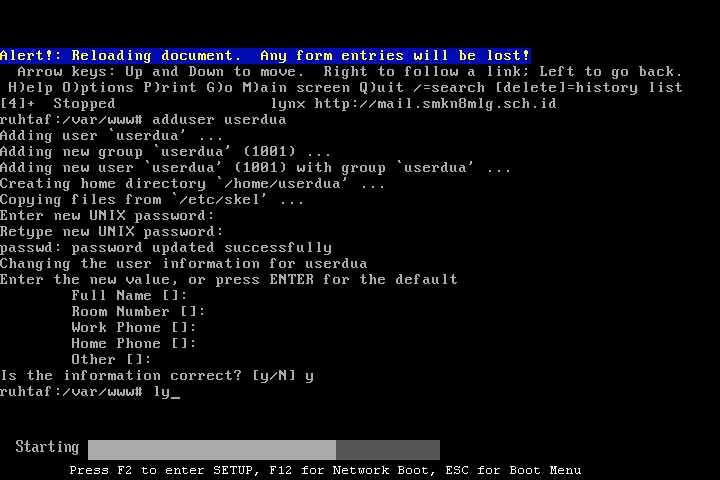 Alert!: Reloading document.  Any form entries will be lost!
  Arrow keys: Up and Down to move.  Right to follow a link; Left to go back.
 H)elp O)ptions P)rint G)o M)ain screen Q)uit /=search [delete]=history list
[4]+  Stopped                 lynx http://mail.smkn8mlg.sch.id
ruhtaf:/var/www# adduser userdua
Adding user `userdua' ...
Adding new group `userdua' (1001) ...
Adding new user `userdua' (1001) with group `userdua' ...
Creating home directory `/home/userdua' ...
Copying files from `/etc/skel' ...
Enter new UNIX password:
Retype new UNIX password:
passwd: password updated successfully
Changing the user information for userdua
Enter the new value, or press ENTER for the default
        Full Name []:
        Room Number []:
        Work Phone []:
        Home Phone []:
        Other []:
Is the information correct? [y/N] y
ruhtaf:/var/www# ly_
Starting
Press F2 to enter SETUP, F12 for Network Boot, ESC for Boot Menu